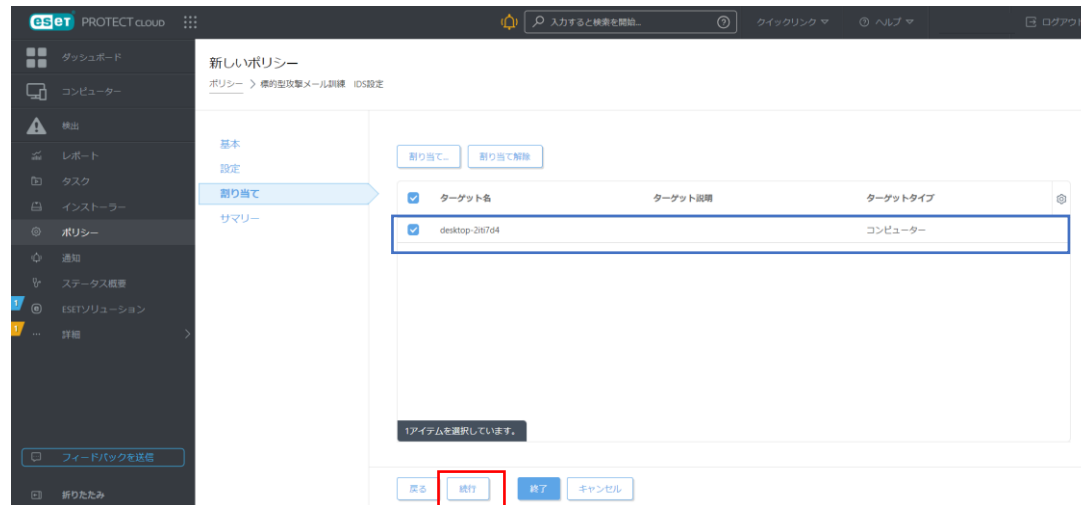 eset PROTECT CLOUD
入力すると検索を開始...
クイックリンク
ヘルプ
ログアウト
ダッシュボード
コンピューター
検出
レポート
タスク
インストーラー
ポリシー
通知
ステータス概要
1
ESETソリューション
1
詳細
フィードバックを送信
折りたたみ
新しいポリシー
ポリシー > 標的型攻撃メール訓練 IDS設定
基本
設定
割り当て
サマリー
割り当て... 割り当て解除
ターゲット名 ターゲット説明 ターゲットタイプ
desktop-2iti7d4 コンピューター
1アイテムを選択しています。
戻る 続行 終了 キャンセル